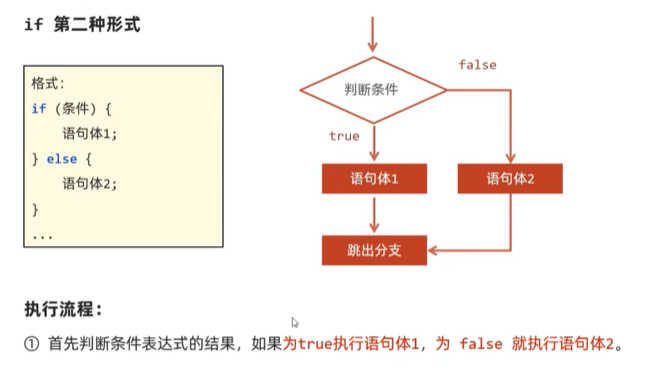 if 第二种形式
格式:
if (条件) {
语句体1;
} else {
语句体2;
}
...
判断条件
false
true
语句体1
语句体2
跳出分支
执行流程:
① 首先判断条件表达式的结果，如果为true执行语句体1，为 false 就执行语句体2。